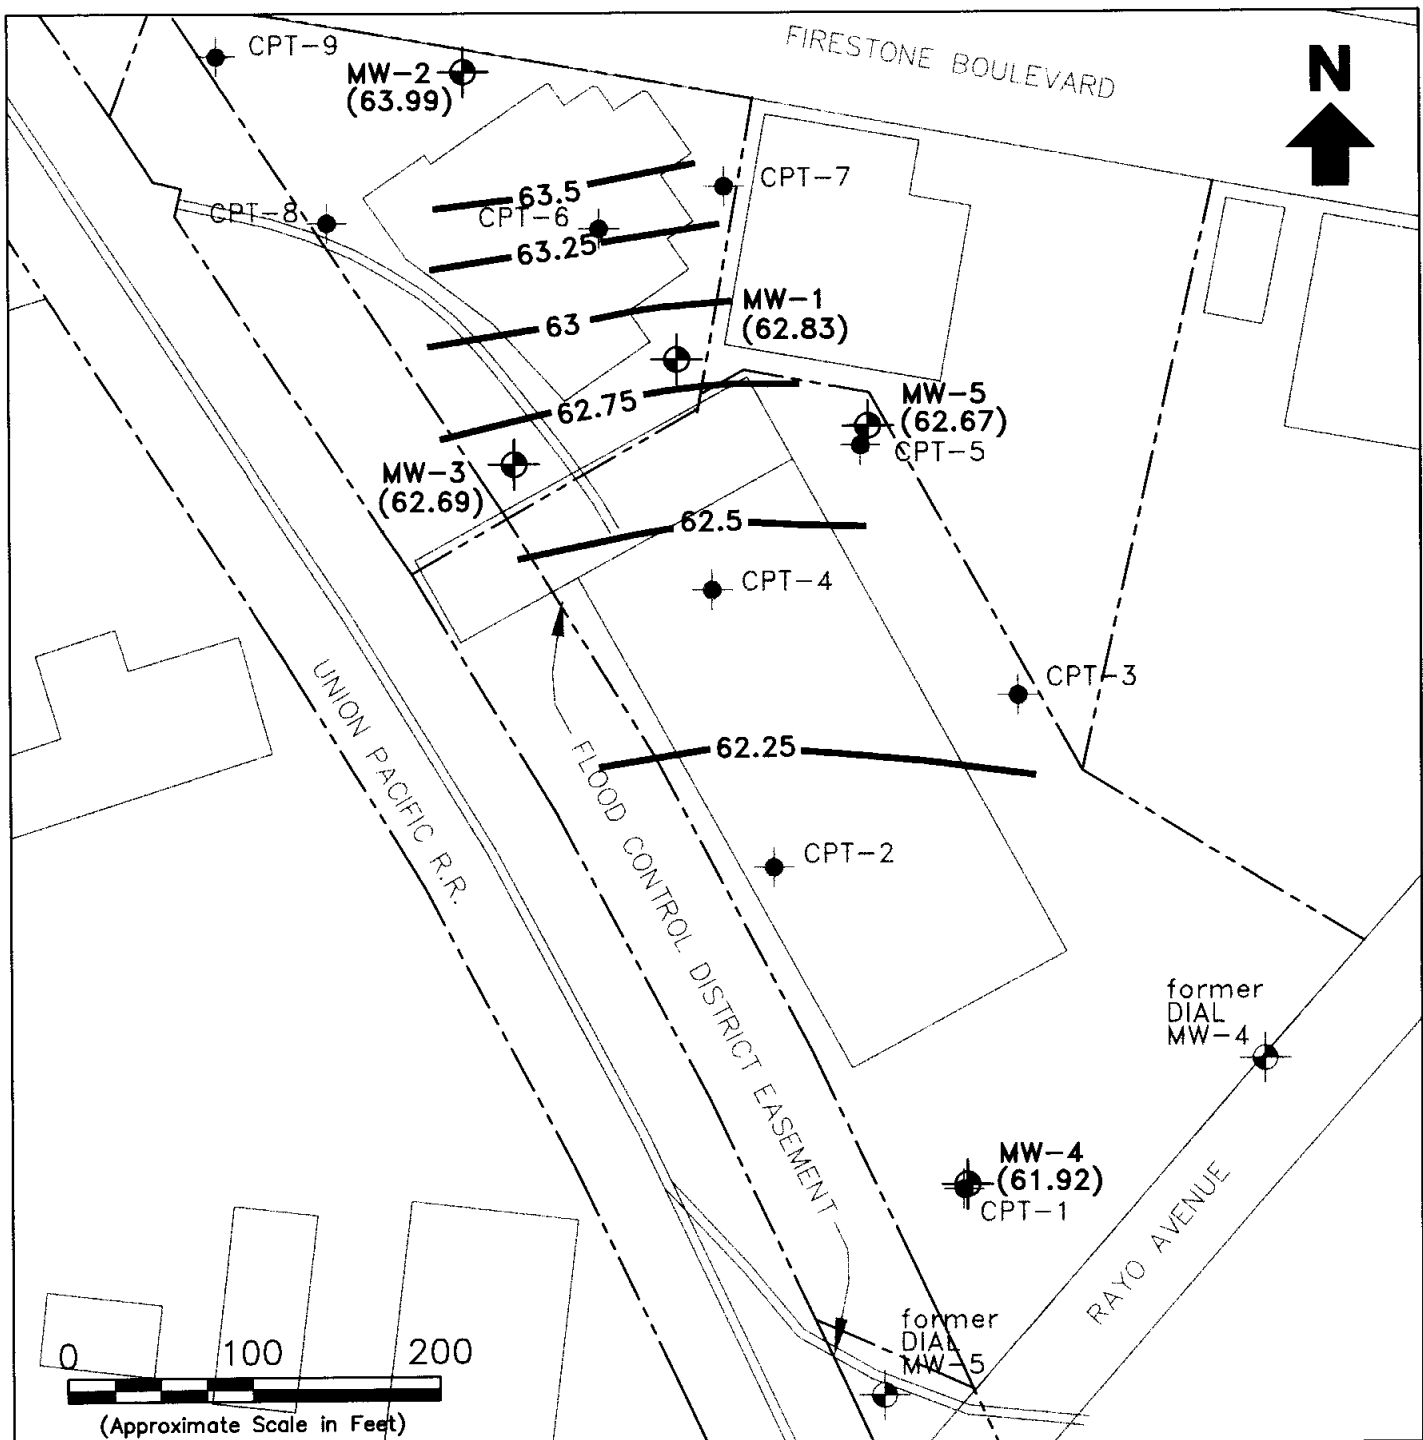 FIRESTONE BOULEVARD
N
CPT-9
MW-2
(63.99)
CPT-7
63.5
CPT-8
CPT-6
63.25
MW-1
(62.83)
63
62.75
MW-5
(62.67)
CPT-5
MW-3
(62.69)
62.5
CPT-4
CPT-3
UNION PACIFIC R.R.
62.25
FLOOD CONTROL DISTRICT EASEMENT
CPT-2
former
DIAL
MW-4
MW-4
(61.92)
CPT-1
RAYO AVENUE
former
DIAL
MW-5
0 100 200
(Approximate Scale in Feet)